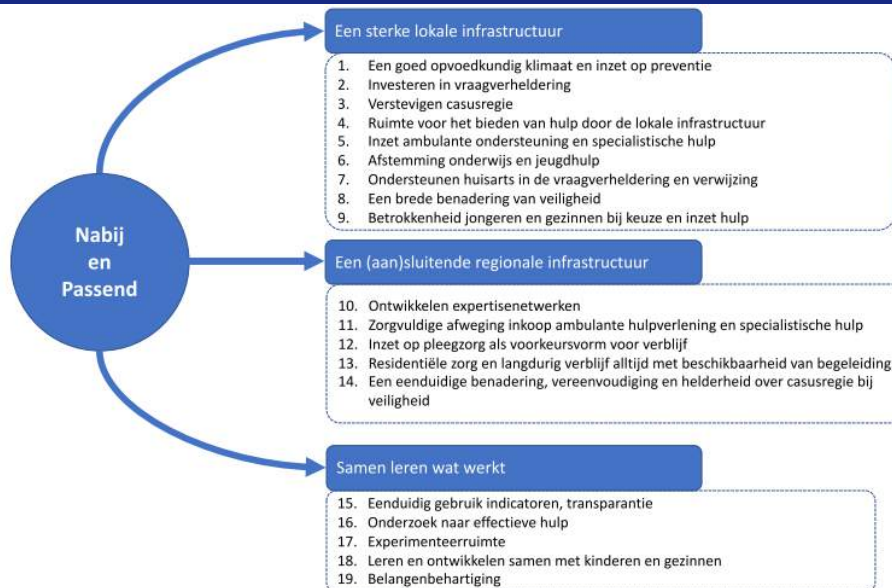 Een sterke lokale infrastructuur
1. Een goed opvoedkundig klimaat en inzet op preventie
2. Investeren in vraagverheldering
3. Verstevigen casusregie
4. Ruimte voor het bieden van hulp door de lokale infrastructuur
5. Inzet ambulante ondersteuning en specialistische hulp
6. Afstemming onderwijs en jeugdhulp
7. Ondersteunen huisarts in de vraagverheldering en verwijzing
8. Een brede benadering van veiligheid
9. Betrokkenheid jongeren en gezinnen bij keuze en inzet hulp
Nabij
en
Passend
Een (aan)sluitende regionale infrastructuur
10. Ontwikkelen expertisenetwerken
11. Zorgvuldige afweging inkoop ambulante hulpverlening en specialistische hulp
12. Inzet op pleegzorg als voorkeursvorm voor verblijf
13. Residentiële zorg en langdurig verblijf alltijd met beschikbaarheid van begeleiding
14. Een eenduidige benadering, vereenvoudiging en helderheid over casusregie bij
veiligheid
Samen leren wat werkt
15. Eenduidig gebruik indicatoren, transparantie
16. Onderzoek naar effectieve hulp
17. Experimenteerruimte
18. Leren en ontwikkelen samen met kinderen en gezinnen
19. Belangenbehartiging